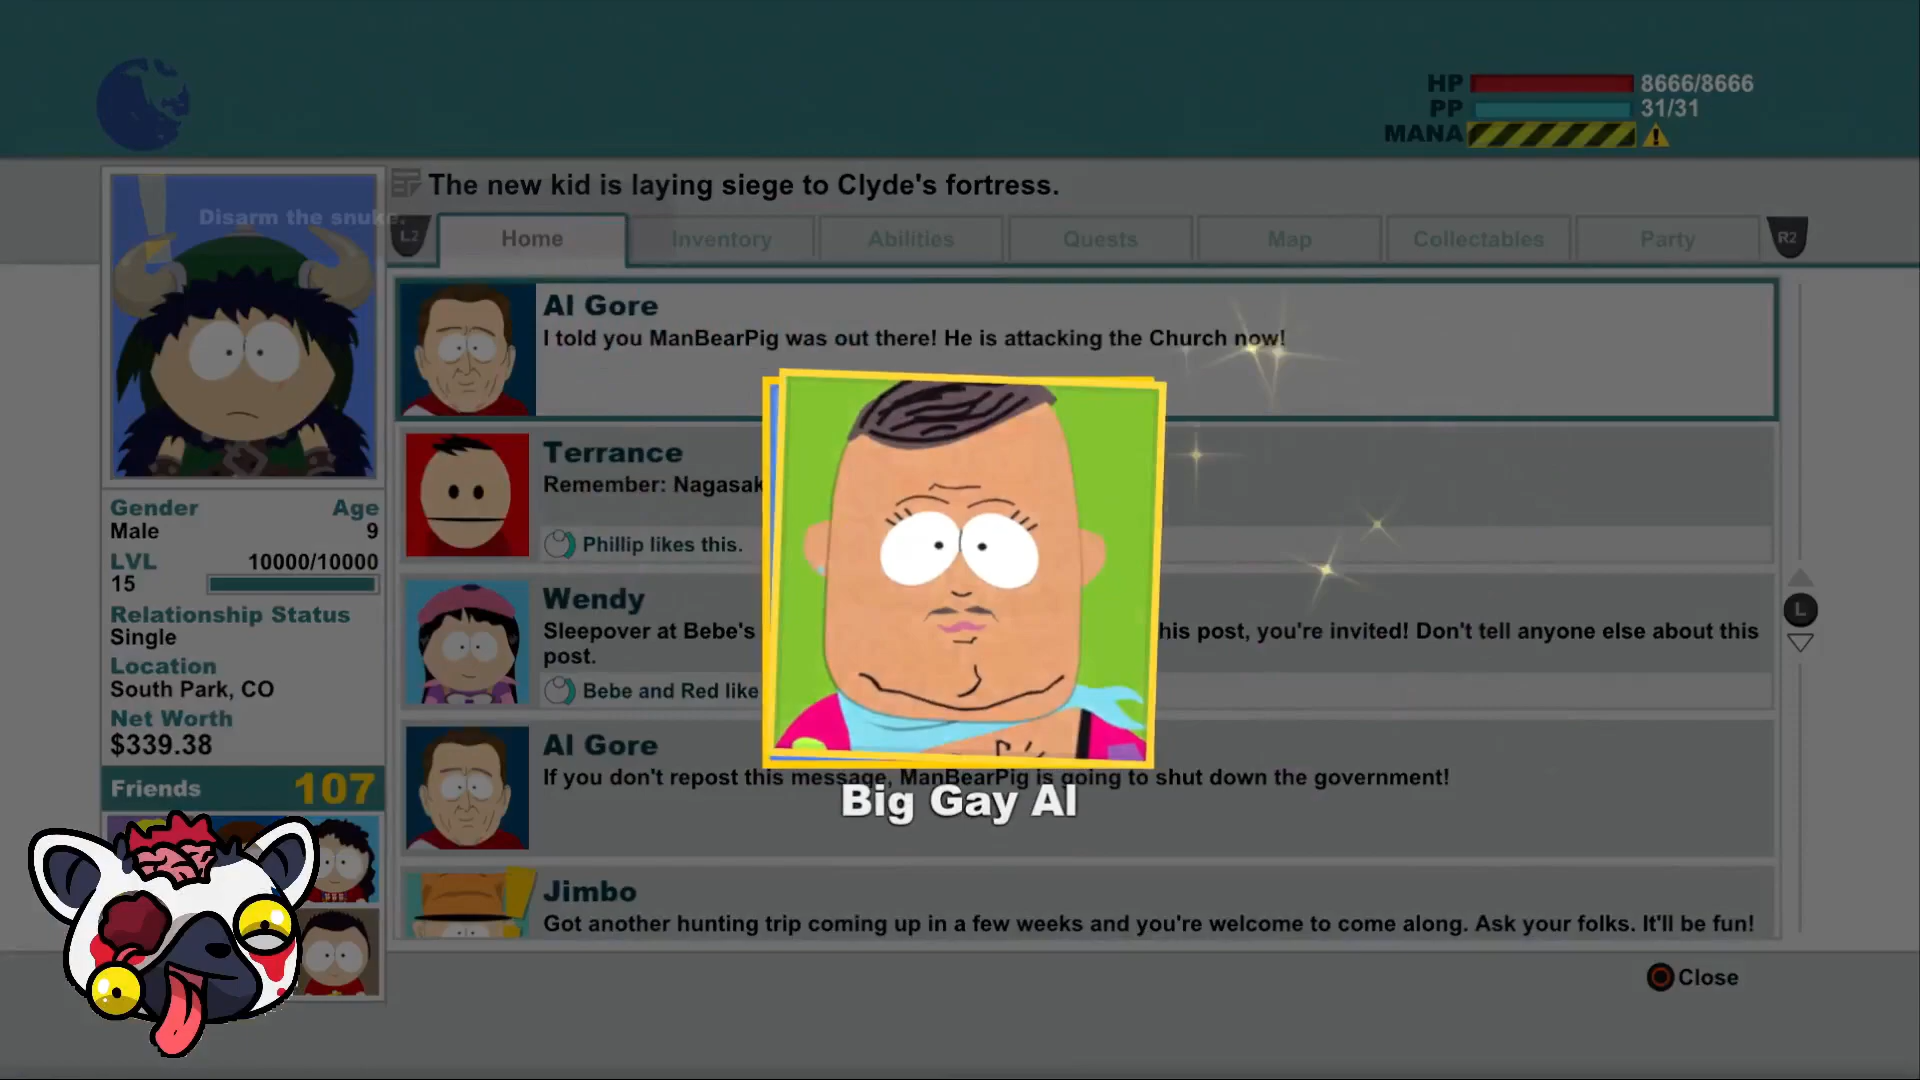 HP 8666/8666
PP 31/31
MANA
The new kid is laying siege to Clyde's fortress.
Disarm the snuke.
L2 Home Inventory Abilities Quests Map Collectables Party R2
Al Gore
I told you ManBearPig was out there! He is attacking the Church now!
Terrance
Remember: Nagasak
Phillip likes this.
Gender Age
Male 9
LVL 10000/10000
15
Relationship Status
Single
Location
South Park, CO
Net Worth
$339.38
Friends 107
Wendy
Sleepover at Bebe's his post, you're invited! Don't tell anyone else about this
post.
Bebe and Red like
L
Al Gore
If you don't repost this message, ManBearPig is going to shut down the government!
Big Gay Al
Jimbo
Got another hunting trip coming up in a few weeks and you're welcome to come along. Ask your folks. It'll be fun!
Close